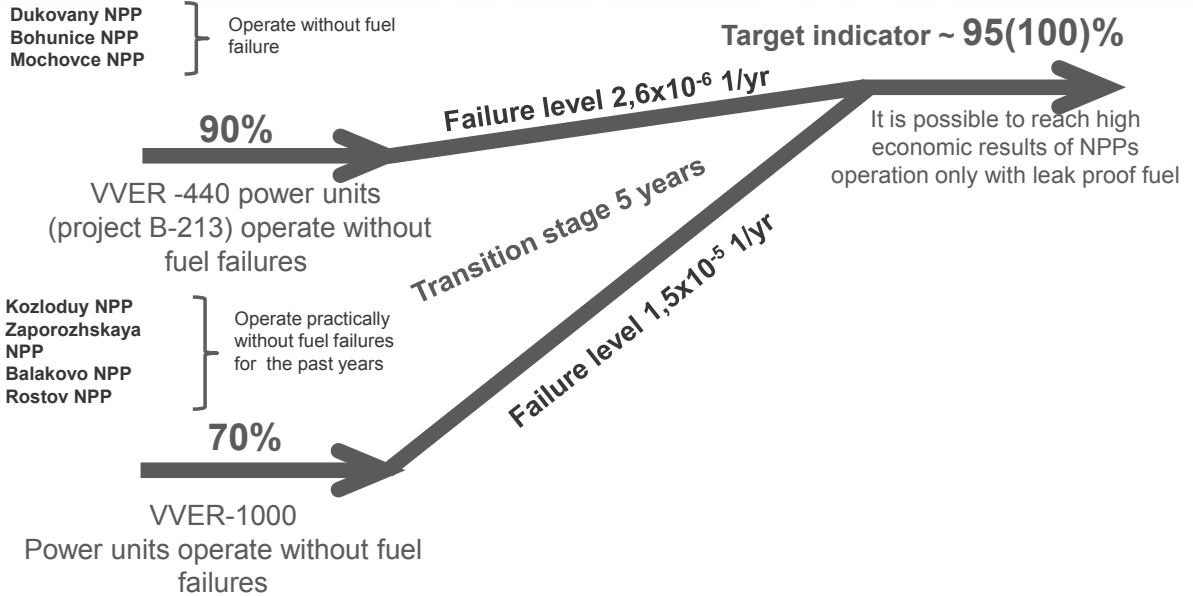 Dukovany NPP
Bohunice NPP
Mochovce NPP
Operate without fuel
failure
Target indicator ~ 95(100)%
Failure level 2,6x10⁻⁶ 1/yr
90%
It is possible to reach high
economic results of NPPs
operation only with leak proof fuel
VVER -440 power units
(project B-213) operate without
fuel failures
Transition stage 5 years
Failure level 1,5x10⁻⁵ 1/yr
Kozloduy NPP
Zaporozhskaya
NPP
Balakovo NPP
Rostov NPP
Operate practically
without fuel failures
for the past years
70%
VVER-1000
Power units operate without fuel
failures